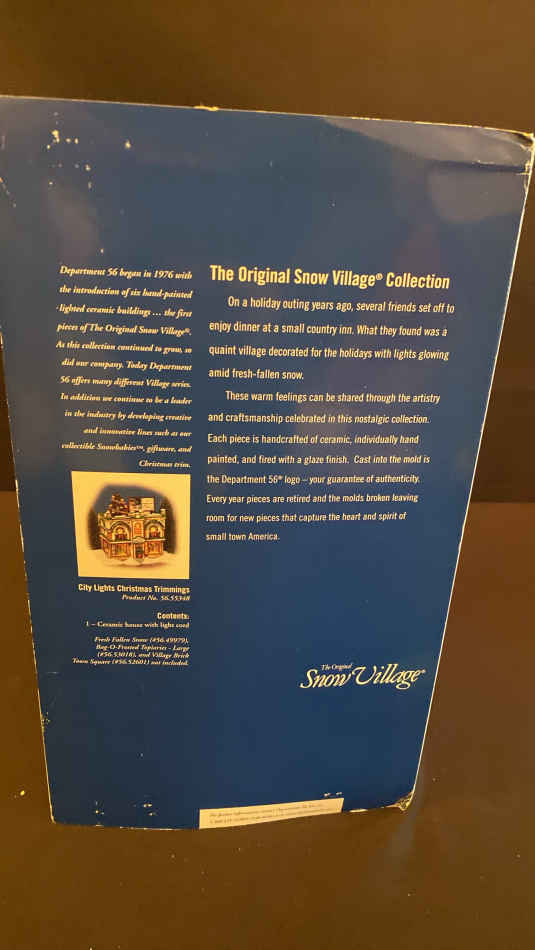 Department 56 began in 1976 with
the introduction of six hand-painted
lighted ceramic buildings ... the first
pieces of The Original Snow Village®.
As this collection continued to grow, so
did our company. Today Department
56 offers many different Village series.
In addition we continue to be a leader
in the industry by developing creative
and innovative lines such as our
collectible Snowbabies™, giftware, and
Christmas trim.
City Lights Christmas Trimmings
Product No. 56.55348
Contents:
1 – Ceramic house with light cord
Fresh Fallen Snow (#56.49979),
Bag-O-Frosted Topiaries - Large
(#56.53018), and Village Brick
Town Square (#56.52601) not included.
The Original Snow Village® Collection
On a holiday outing years ago, several friends set off to
enjoy dinner at a small country inn. What they found was a
quaint village decorated for the holidays with lights glowing
amid fresh-fallen snow.
These warm feelings can be shared through the artistry
and craftsmanship celebrated in this nostalgic collection.
Each piece is handcrafted of ceramic, individually hand
painted, and fired with a glaze finish. Cast into the mold is
the Department 56® logo – your guarantee of authenticity.
Every year pieces are retired and the molds broken leaving
room for new pieces that capture the heart and spirit of
small town America.
The Original
Snow Village®